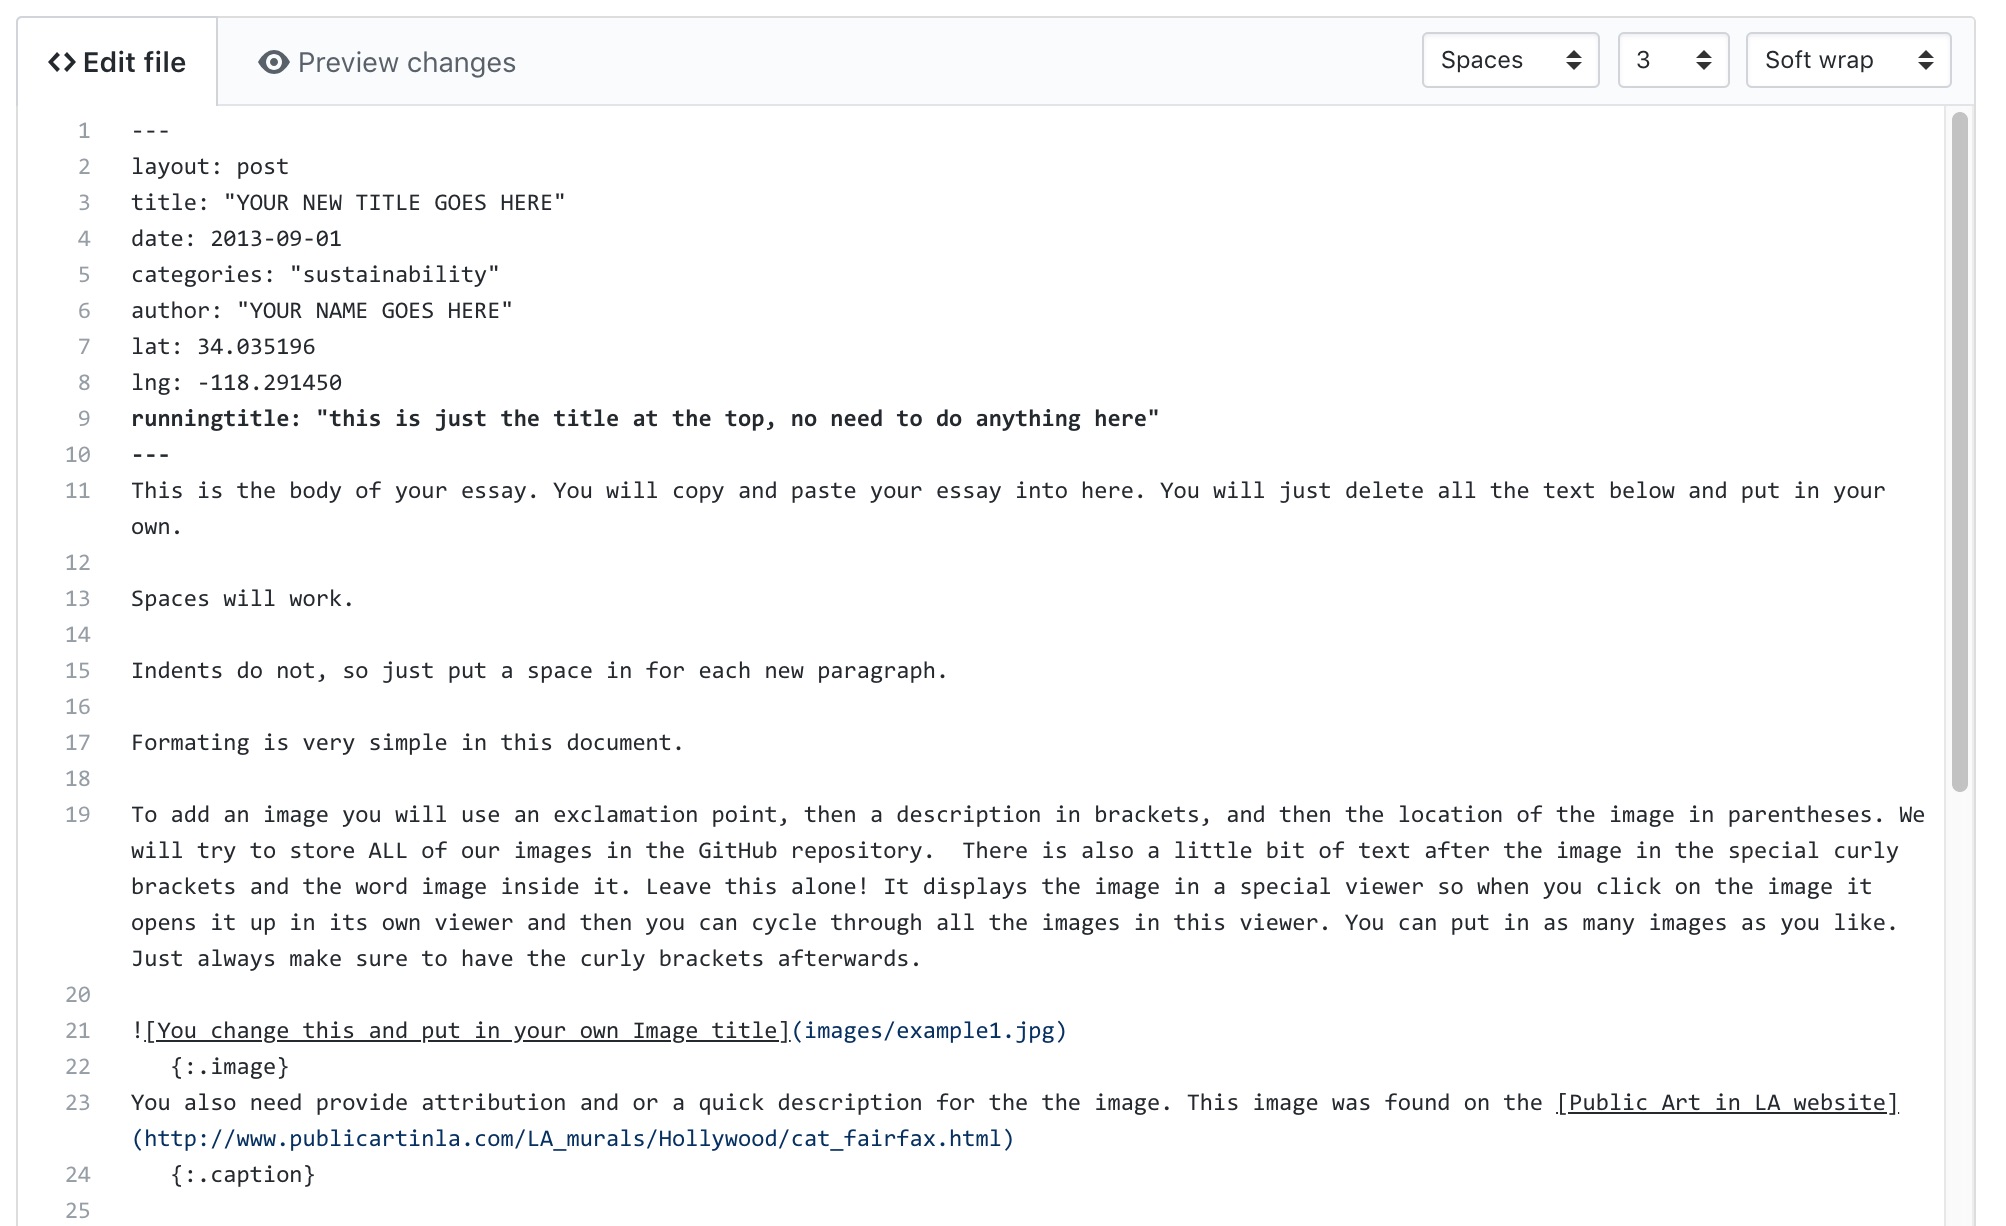 Edit file
Preview changes
Spaces
3
Soft wrap
1 ---
2 layout: post
3 title: "YOUR NEW TITLE GOES HERE"
4 date: 2013-09-01
5 categories: "sustainability"
6 author: "YOUR NAME GOES HERE"
7 lat: 34.035196
8 lng: -118.291450
9 runningtitle: "this is just the title at the top, no need to do anything here"
10 ---
11 This is the body of your essay. You will copy and paste your essay into here. You will just delete all the text below and put in your
own.
12
13 Spaces will work.
14
15 Indents do not, so just put a space in for each new paragraph.
16
17 Formating is very simple in this document.
18
19 To add an image you will use an exclamation point, then a description in brackets, and then the location of the image in parentheses. We
will try to store ALL of our images in the GitHub repository.  There is also a little bit of text after the image in the special curly
brackets and the word image inside it. Leave this alone! It displays the image in a special viewer so when you click on the image it
opens it up in its own viewer and then you can cycle through all the images in this viewer. You can put in as many images as you like.
Just always make sure to have the curly brackets afterwards.
20
21 ![You change this and put in your own Image title](images/example1.jpg)
22    {:.image}
23 You also need provide attribution and or a quick description for the the image. This image was found on the [Public Art in LA website]
(http://www.publicartinla.com/LA_murals/Hollywood/cat_fairfax.html)
24    {:.caption}
25